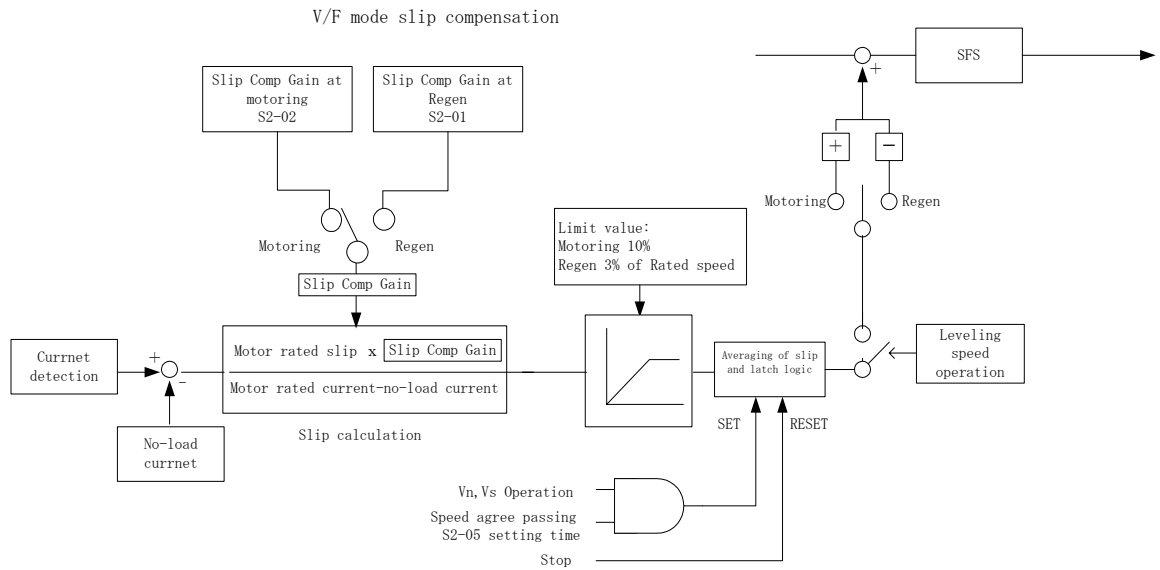 V/F mode slip compensation
SFS
+
Slip Comp Gain at
motoring
S2-02
Slip Comp Gain at
Regen
S2-01
+
−
Motoring
Regen
Motoring
Regen
Limit value:
Motoring 10%
Regen 3% of Rated speed
Slip Comp Gain
Currnet
detection
+
-
Motor rated slip x Slip Comp Gain
Motor rated current-no-load current
Averaging of slip
and latch logic
Leveling
speed
operation
No-load
currnet
Slip calculation
SET
RESET
Vn,Vs Operation
Speed agree passing
S2-05 setting time
Stop